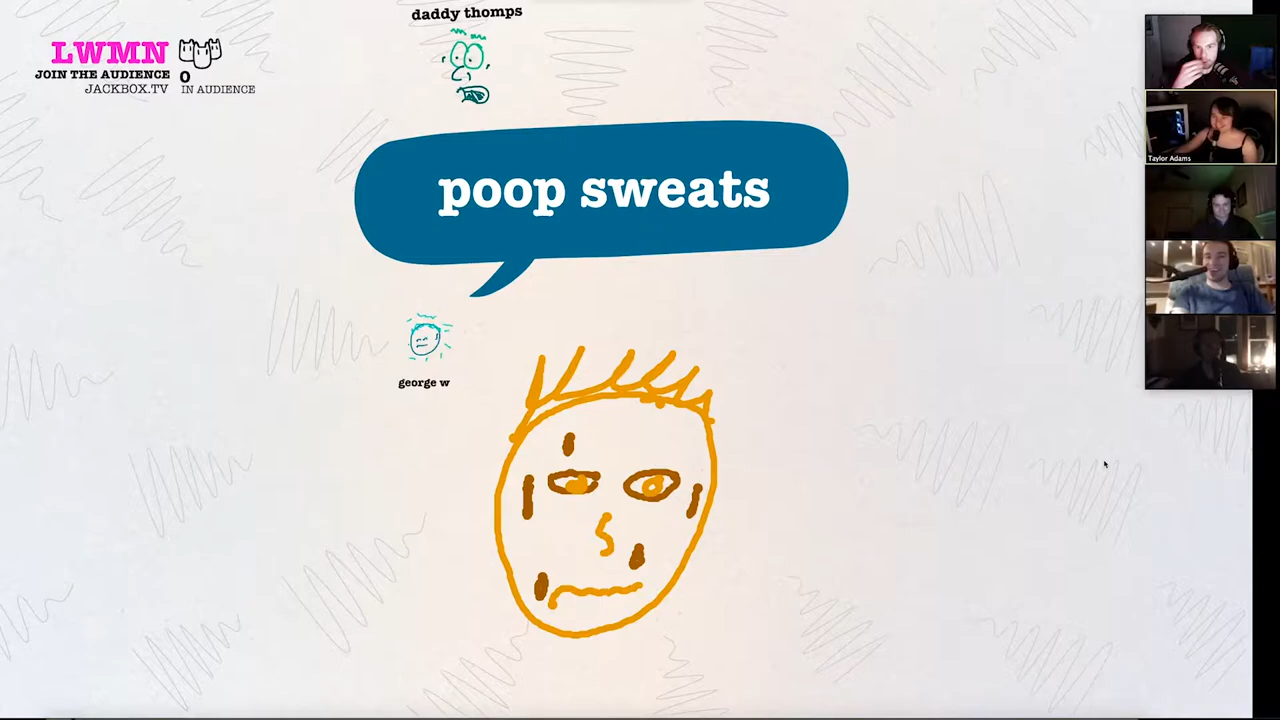 daddy thomps
LWMN
JOIN THE AUDIENCE
JACKBOX.TV
0
IN AUDIENCE
poop sweats
george w
Taylor Adams